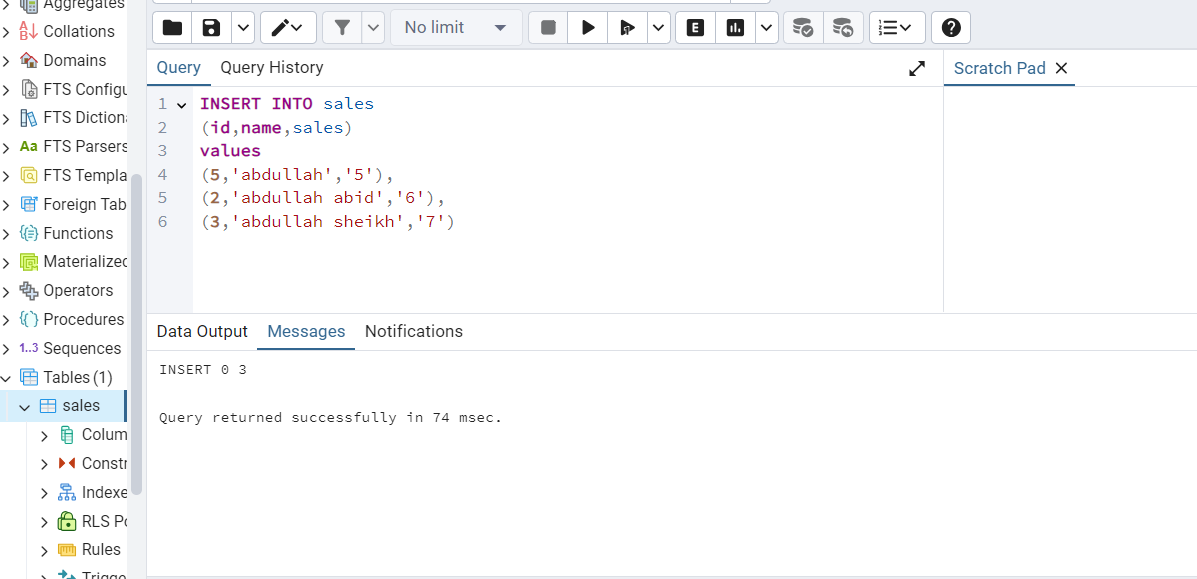 Aggregates
Collations
Domains
FTS Configu
FTS Diction
FTS Parsers
FTS Templa
Foreign Tab
Functions
Materialized
Operators
Procedures
1..3 Sequences
Tables (1)
sales
Colum
Constr
Indexe
RLS Po
Rules
Trigge
No limit
E
Query Query History
Scratch Pad
1 INSERT INTO sales
2 (id,name,sales)
3 values
4 (5,'abdullah','5'),
5 (2,'abdullah abid','6'),
6 (3,'abdullah sheikh','7')
Data Output Messages Notifications
INSERT 0 3
Query returned successfully in 74 msec.